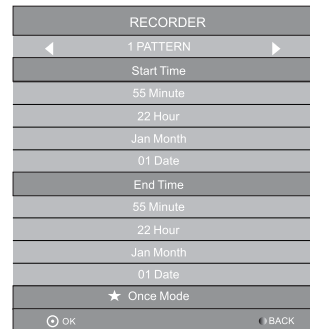 RECORDER
1 PATTERN
Start Time
55 Minute
22 Hour
Jan Month
01 Date
End Time
55 Minute
22 Hour
Jan Month
01 Date
Once Mode
OK BACK